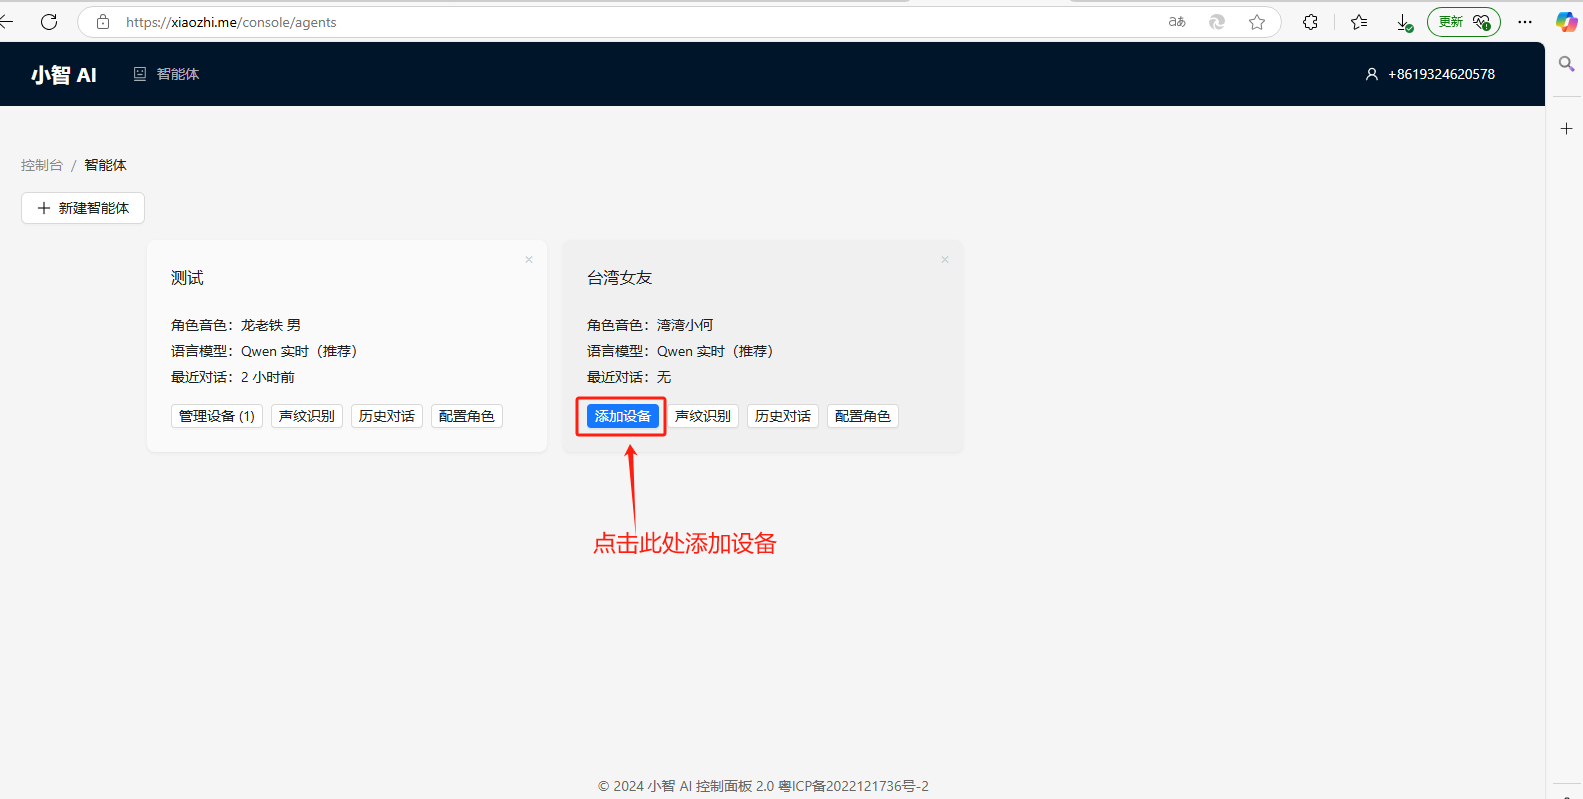 https://xiaozhi.me/console/agents
aあ
更新
小智 AI
智能体
+8619324620578
控制台 / 智能体
+ 新建智能体
测试
×
角色音色：龙老铁 男
语言模型：Qwen 实时（推荐）
最近对话：2 小时前
管理设备 (1)
声纹识别
历史对话
配置角色
台湾女友
×
角色音色：湾湾小何
语言模型：Qwen 实时（推荐）
最近对话：无
添加设备
声纹识别
历史对话
配置角色
点击此处添加设备
© 2024 小智 AI 控制面板 2.0 粤ICP备2022121736号-2